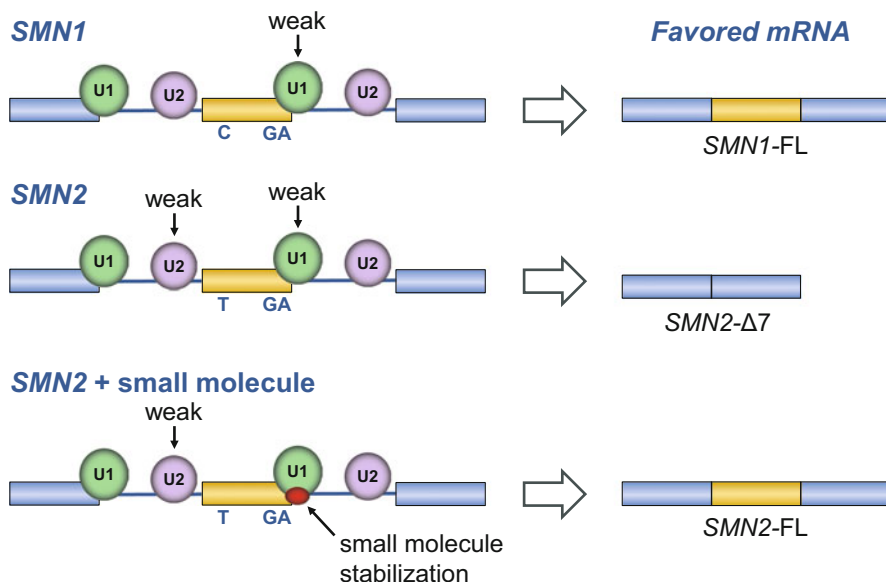 SMN1
weak
Favored mRNA
U1
U2
U1
U2
C
GA
SMN1-FL
SMN2
weak
weak
U1
U2
U1
U2
T
GA
SMN2-Δ7
SMN2 + small molecule
weak
U1
U2
U1
U2
T
GA
SMN2-FL
small molecule
stabilization